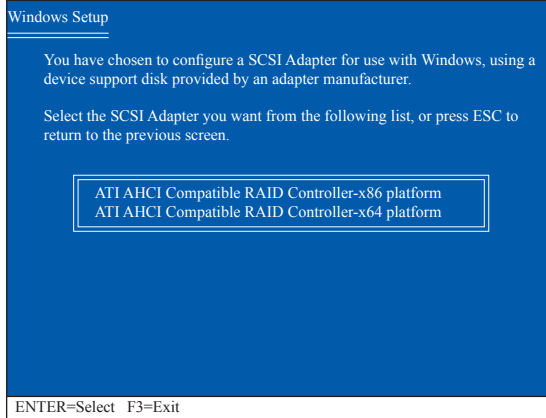 Windows Setup
You have chosen to configure a SCSI Adapter for use with Windows, using a
device support disk provided by an adapter manufacturer.
Select the SCSI Adapter you want from the following list, or press ESC to
return to the previous screen.
ATI AHCI Compatible RAID Controller-x86 platform
ATI AHCI Compatible RAID Controller-x64 platform
ENTER=Select F3=Exit